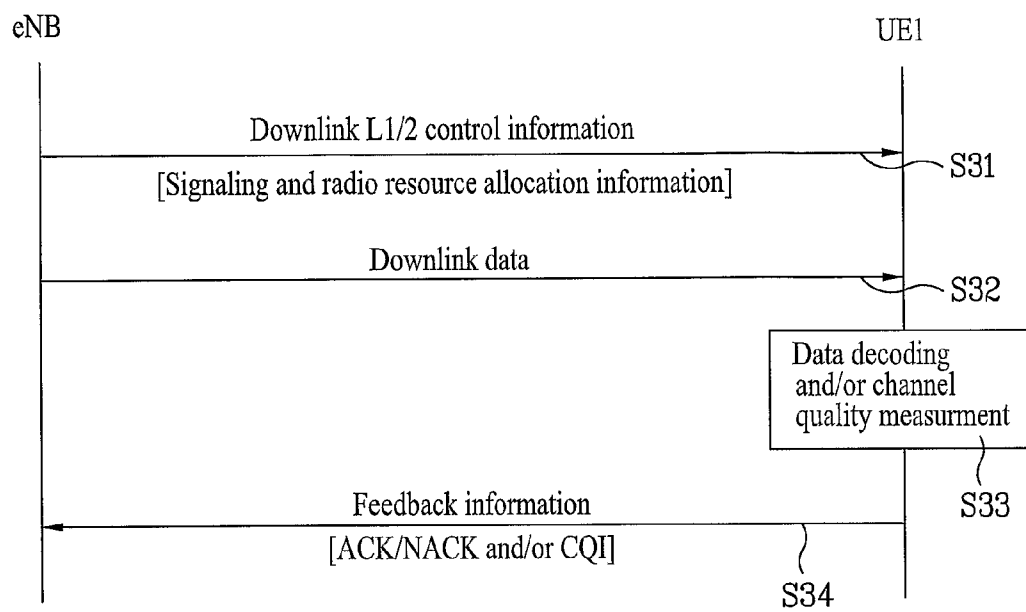 eNB
UE1
Downlink L1/2 control information
[Signaling and radio resource allocation information]
S31
Downlink data
S32
Data decoding
and/or channel
quality measurment
S33
Feedback information
[ACK/NACK and/or CQI]
S34